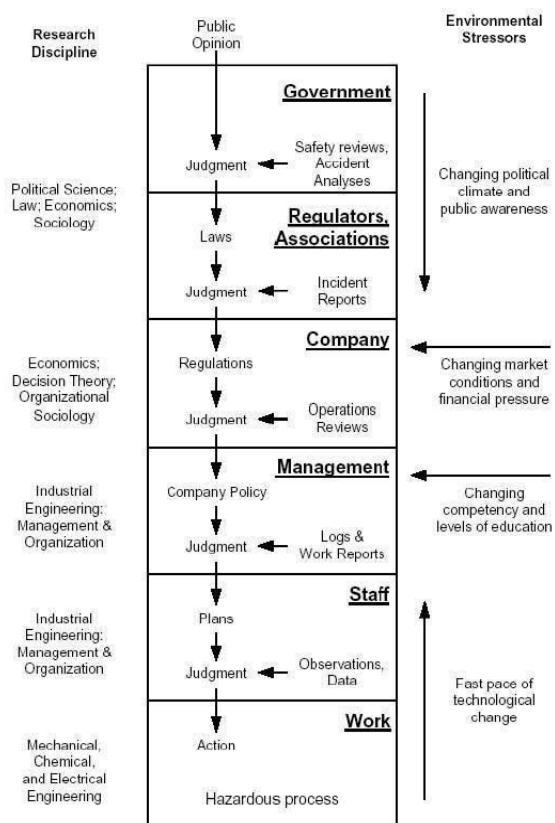 Research
Discipline
Public
Opinion
Environmental
Stressors
Government
Judgment
Safety reviews,
Accident
Analyses
Political Science;
Law; Economics;
Sociology
Changing political
climate and
public awareness
Regulators,
Associations
Laws
Judgment
Incident
Reports
Company
Economics;
Decision Theory;
Organizational
Sociology
Regulations
Judgment
Operations
Reviews
Changing market
conditions and
financial pressure
Management
Industrial
Engineering:
Management &
Organization
Company Policy
Judgment
Logs &
Work Reports
Changing
competency and
levels of education
Staff
Industrial
Engineering:
Management &
Organization
Plans
Judgment
Observations,
Data
Fast pace of
technological
change
Work
Mechanical,
Chemical,
and Electrical
Engineering
Action
Hazardous process